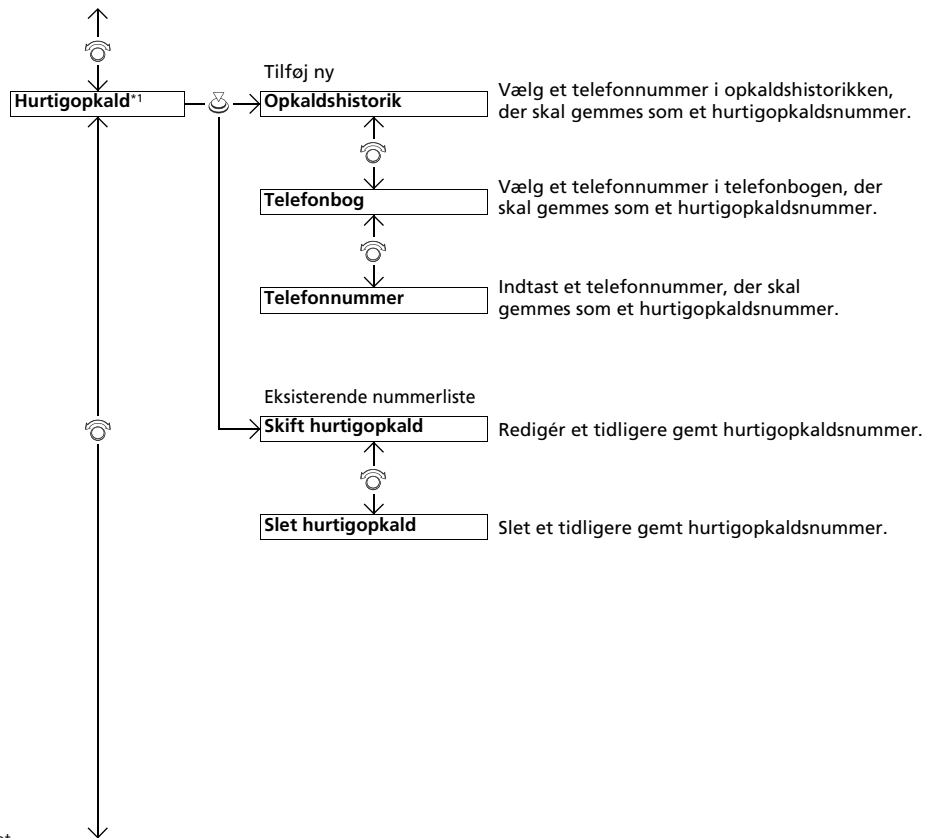 Tilføj ny
Hurtigopkald*1
Opkaldshistorik
Vælg et telefonnummer i opkaldshistorikken,
der skal gemmes som et hurtigopkaldsnummer.
Telefonbog
Vælg et telefonnummer i telefonbogen, der
skal gemmes som et hurtigopkaldsnummer.
Telefonnummer
Indtast et telefonnummer, der skal
gemmes som et hurtigopkaldsnummer.
Eksisterende nummerliste
Skift hurtigopkald
Redigér et tidligere gemt hurtigopkaldsnummer.
Slet hurtigopkald
Slet et tidligere gemt hurtigopkaldsnummer.